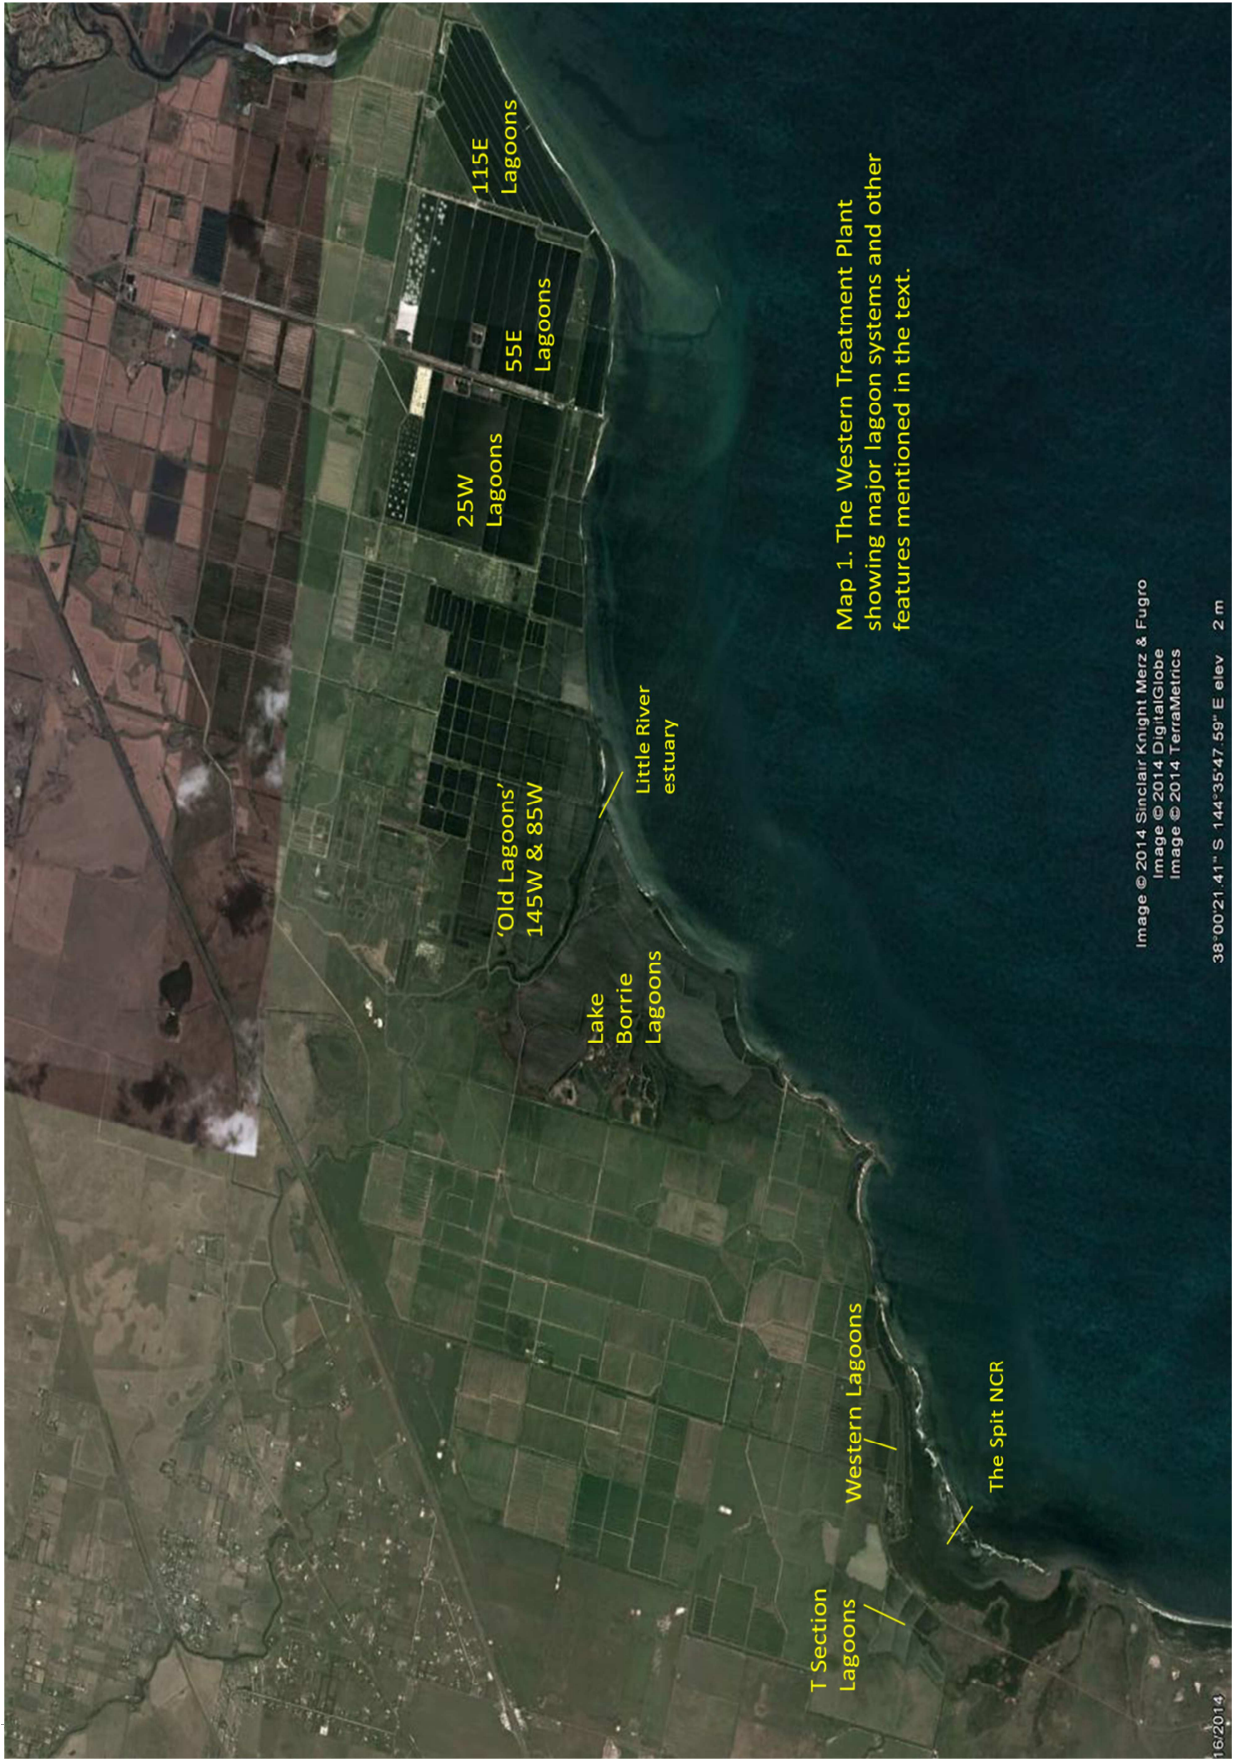 115E
Lagoons
55E
Lagoons
25W
Lagoons
'Old Lagoons'
145W & 85W
Lake
Borrie
Lagoons
Little River
estuary
T Section
Lagoons
Western Lagoons
The Spit NCR
Map 1. The Western Treatment Plant
showing major lagoon systems and other
features mentioned in the text.
Image © 2014 Sinclair Knight Merz & Fugro
Image © 2014 DigitalGlobe
Image © 2014 TerraMetrics
16/2014
38°00'21.41" S 144°35'47.59" E elev 2 m